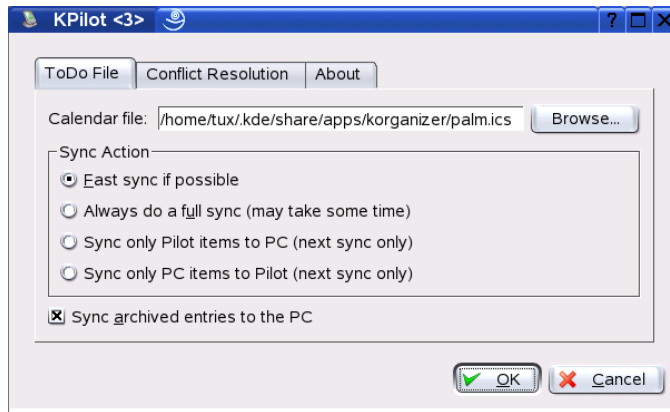 KPilot <3>
ToDo File Conflict Resolution About
Calendar file: /home/tux/.kde/share/apps/korganizer/palm.ics Browse...
Sync Action
Fast sync if possible
Always do a full sync (may take some time)
Sync only Pilot items to PC (next sync only)
Sync only PC items to Pilot (next sync only)
Sync archived entries to the PC
OK Cancel